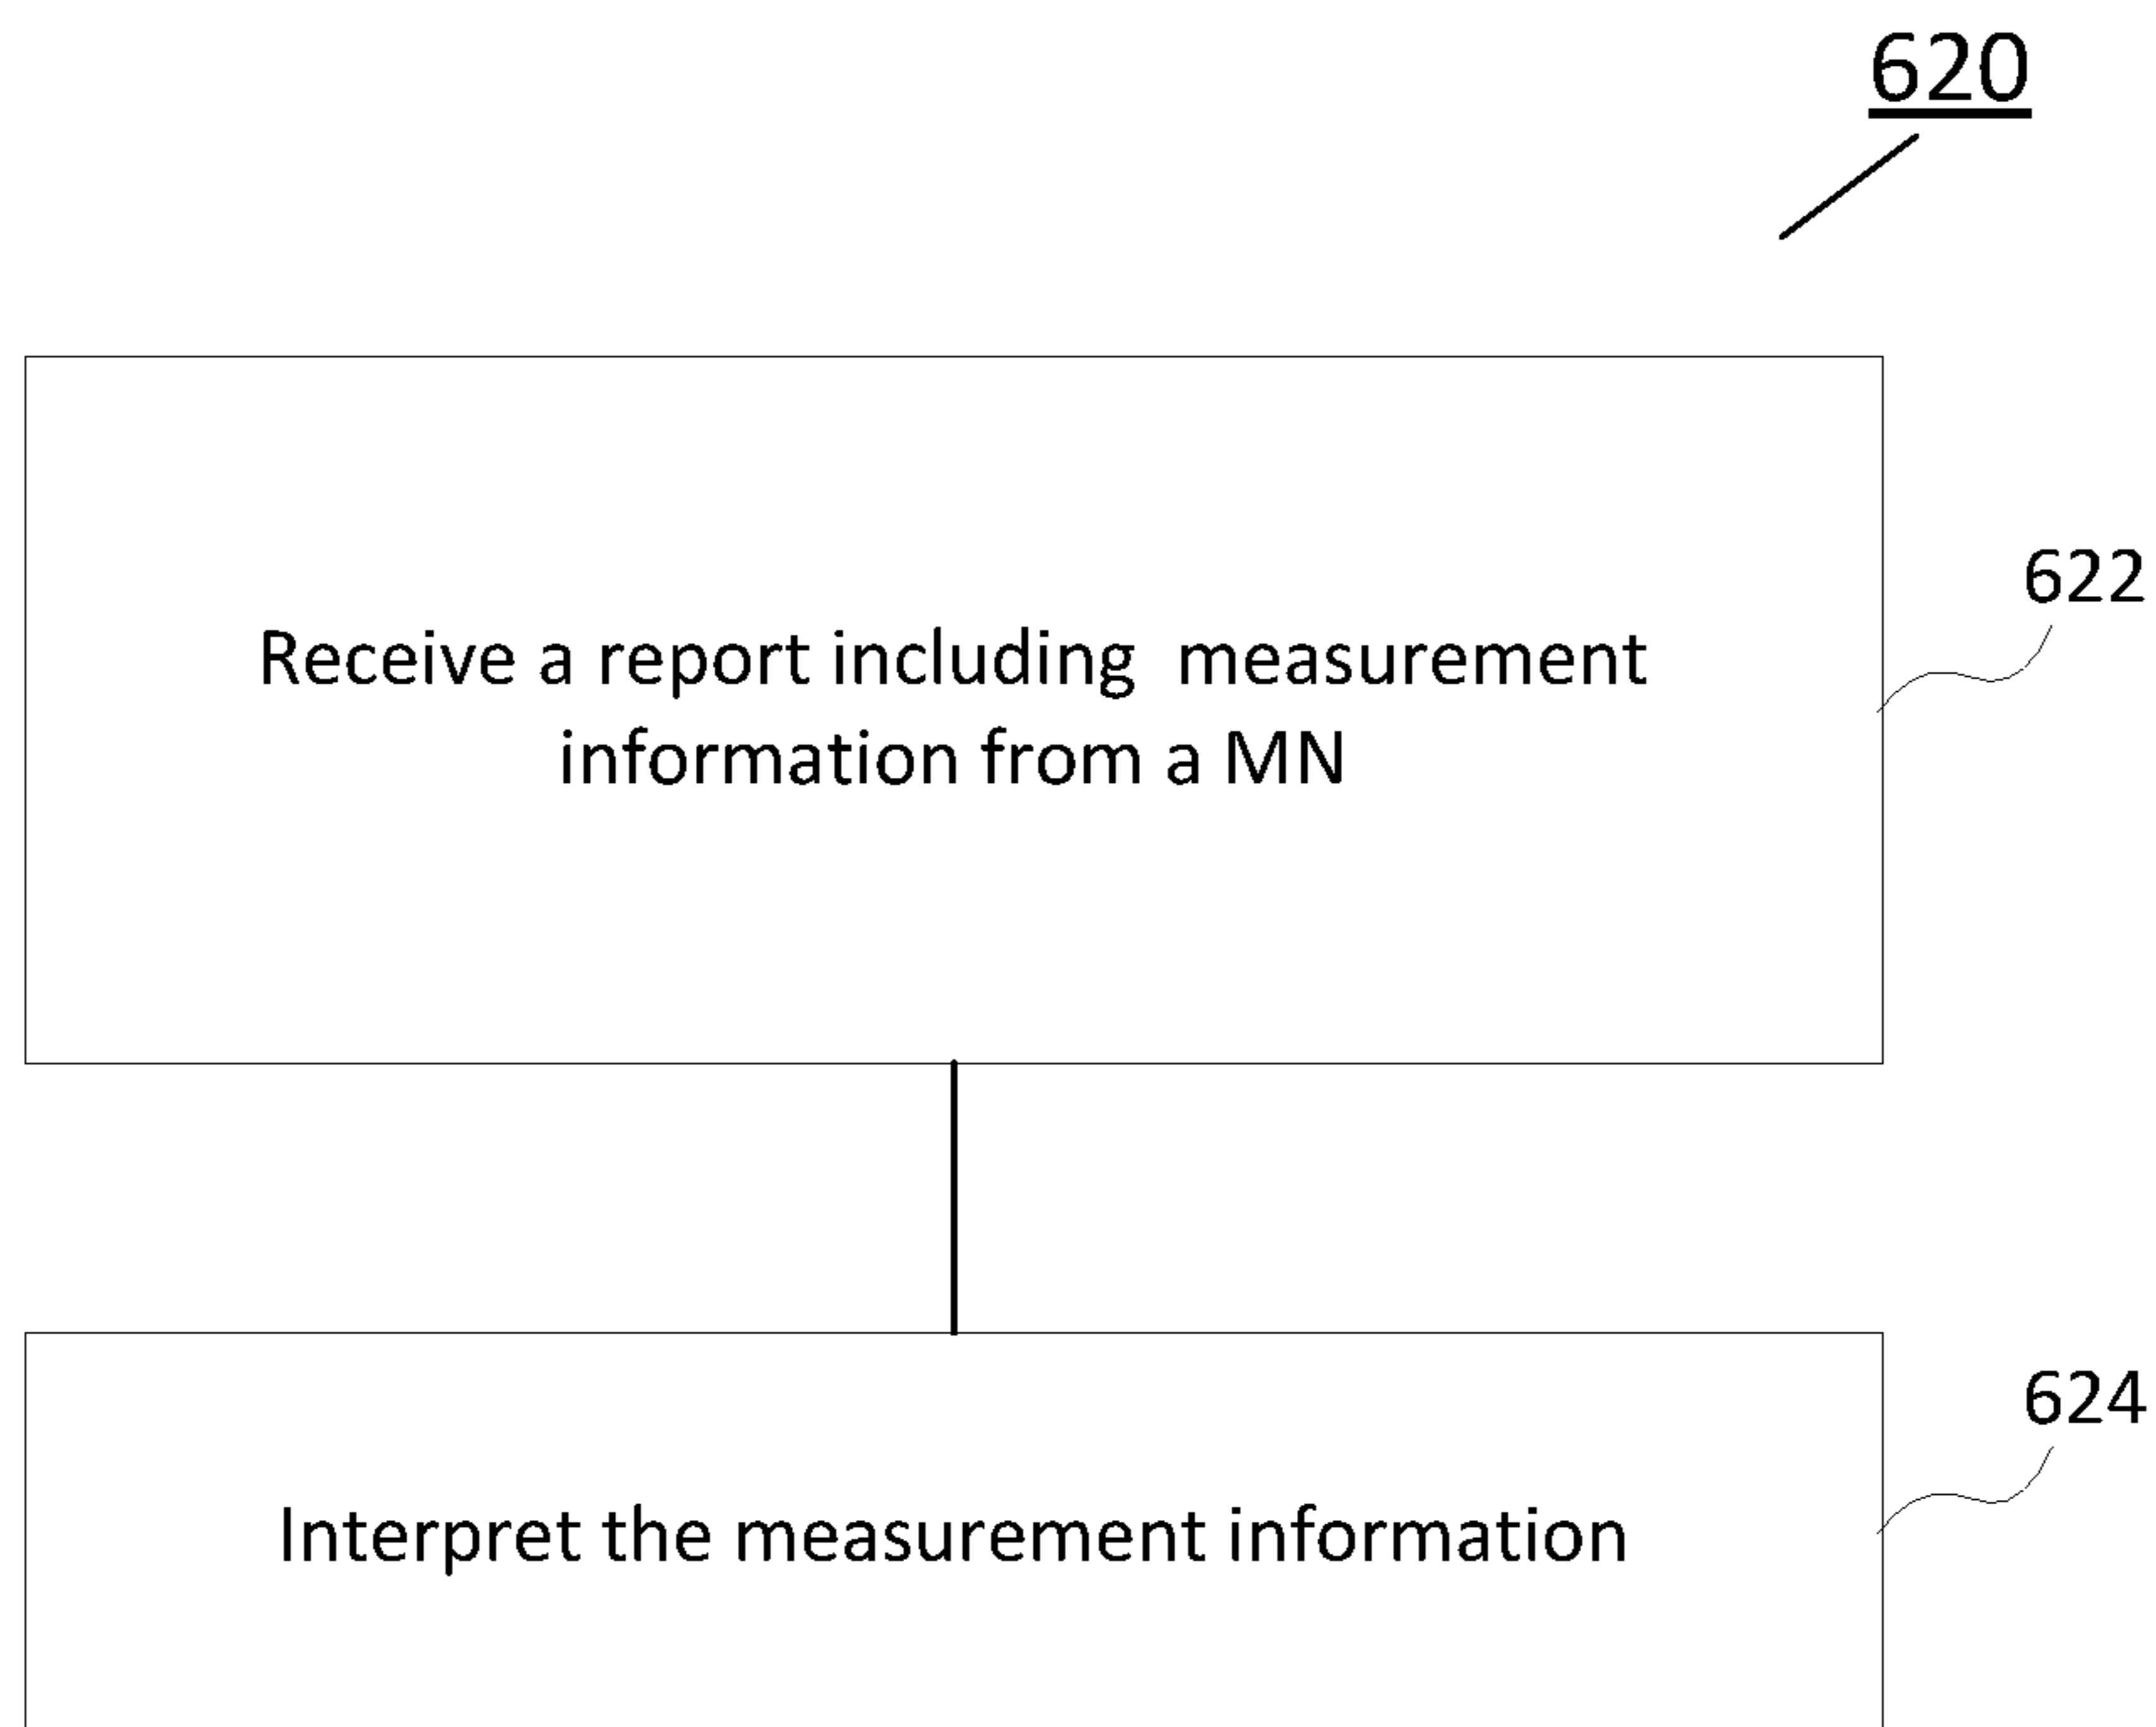 620
622
Receive a report including  measurement
information from a MN
624
Interpret the measurement information